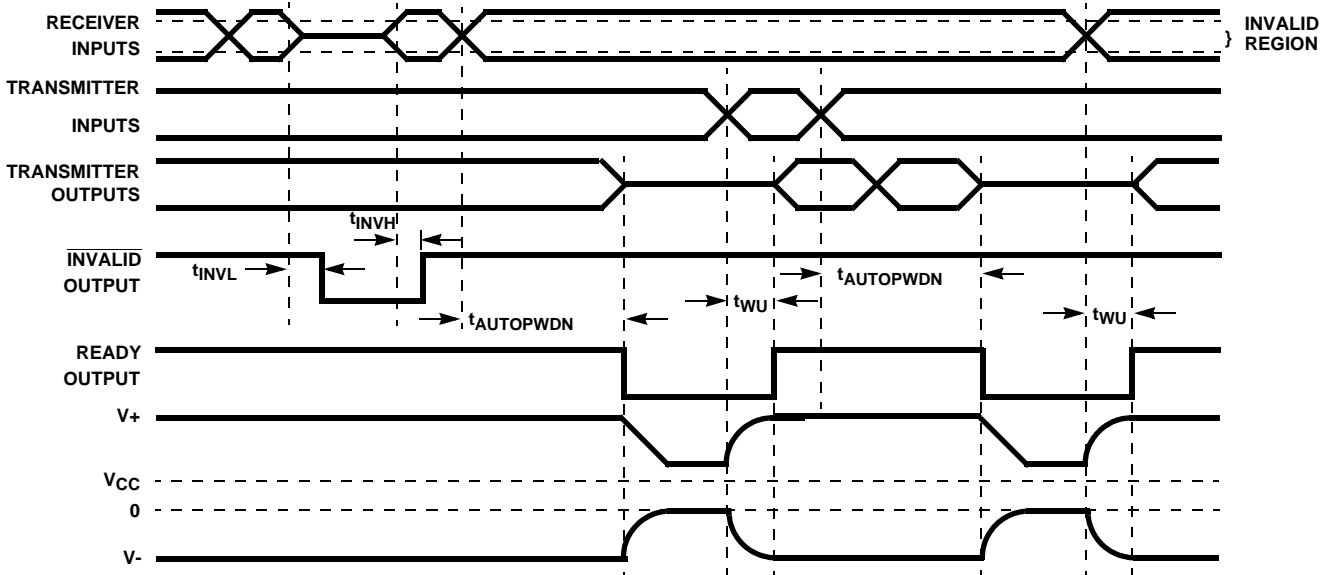 RECEIVER
INPUTS
} INVALID
REGION
TRANSMITTER
INPUTS
TRANSMITTER
OUTPUTS
tINVH
INVALID
OUTPUT
tINVL
tAUTOPWDN
tWU
tAUTOPWDN
tWU
READY
OUTPUT
V+
VCC
0
V-